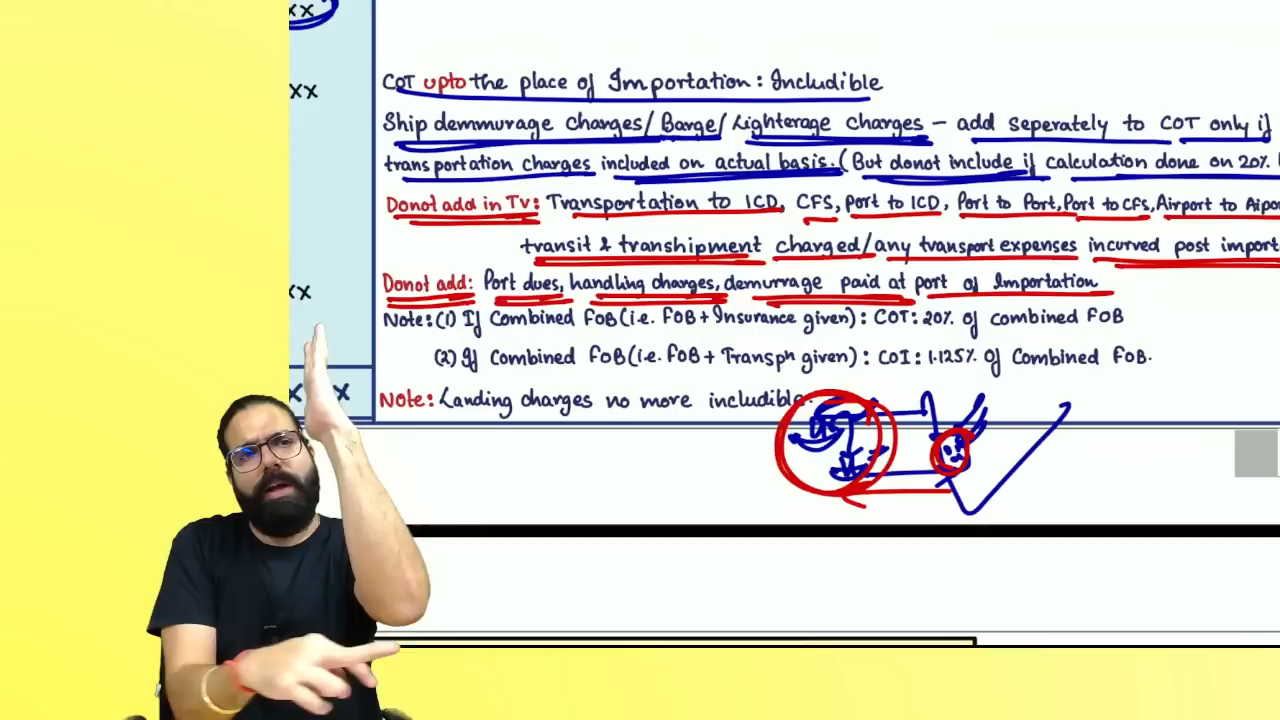 xx
xx
xx
COT upto the place of Importation : Includible
Ship demmurage charges/ Barge/ Lighterage charges – add seperately to COT only if
transportation charges included on actual basis. (But donot include if calculation done on 20%
Donot add in TV: Transportation to ICD, CFS, Port to ICD, Port to Port, Port to CFS, Airport to Aipor
transit & transhipment charged/any transport expenses incurred post import
Donot add: Port dues, handling charges, demurrage paid at port of Importation
Note: (1) If Combined FOB (i.e. FOB + Insurance given) : COT : 20% of combined FOB
(2) If Combined FOB (i.e. FOB + Transpn given) : COI : 1.125% of Combined FOB.
Note: Landing charges no more includible.